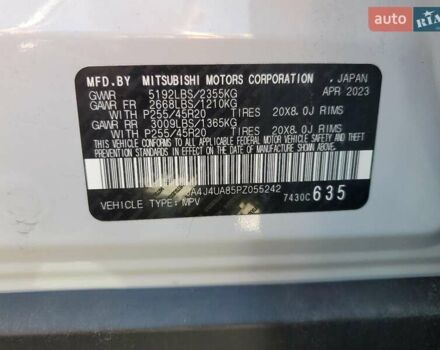 auto RIA
MFD.BY MITSUBISHI MOTORS CORPORATION , JAPAN
GVWR 5192LBS/2355KG APR 2023
GAWR FR 2668LBS/1210KG
WITH P255/45R20 TIRES 20X8.0J RIMS
GAWR RR 3009LBS/1365KG
WITH P255/45R20 TIRES 20X8.0J RIMS
THIS VEHICLE CONFORMS TO ALL APPLICABLE
FEDERAL MOTOR VEHICLE SAFETY AND THEFT
PREVENTION STANDARDS IN EFFECT ON THE
DATE OF MANUFACTURE SHOWN ABOVE.
JA4J4UA85PZ055242
VEHICLE TYPE: MPV 7430C 635